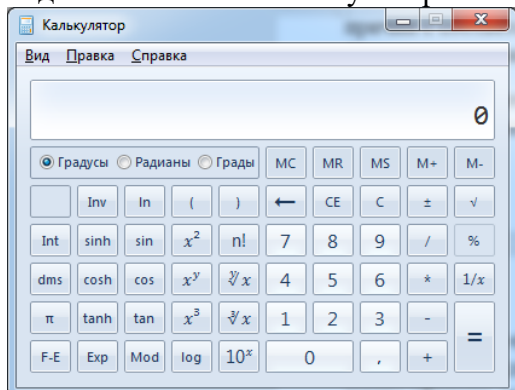 Калькулятор
Вид Правка Справка
0
Градусы Радианы Грады MC MR MS M+ M-
Inv ln ( ) ← CE C ± √
Int sinh sin x² n! 7 8 9 / %
dms cosh cos xʸ ʸ√x 4 5 6 * 1/x
π tanh tan x³ ³√x 1 2 3 - =
F-E Exp Mod log 10ˣ 0 , +